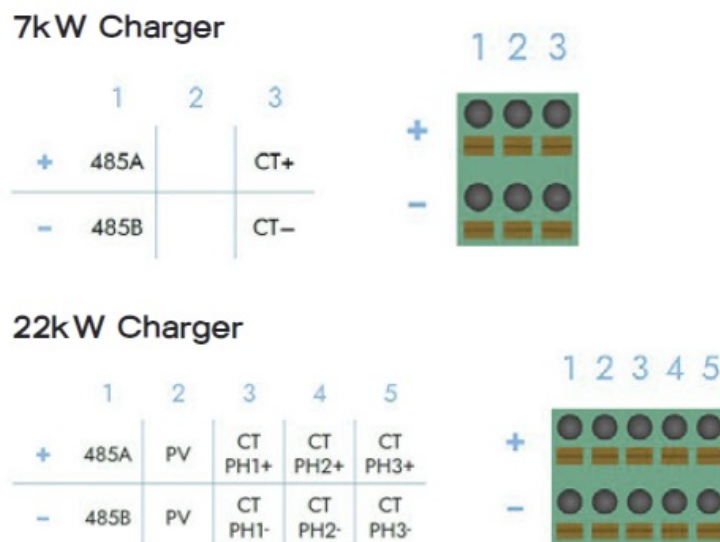 7kW Charger
1 2 3
+ 485A CT+
- 485B CT–
1 2 3
+
-
22kW Charger
1 2 3 4 5
+ 485A PV CT PH1+ CT PH2+ CT PH3+
- 485B PV CT PH1- CT PH2- CT PH3-
1 2 3 4 5
+
-